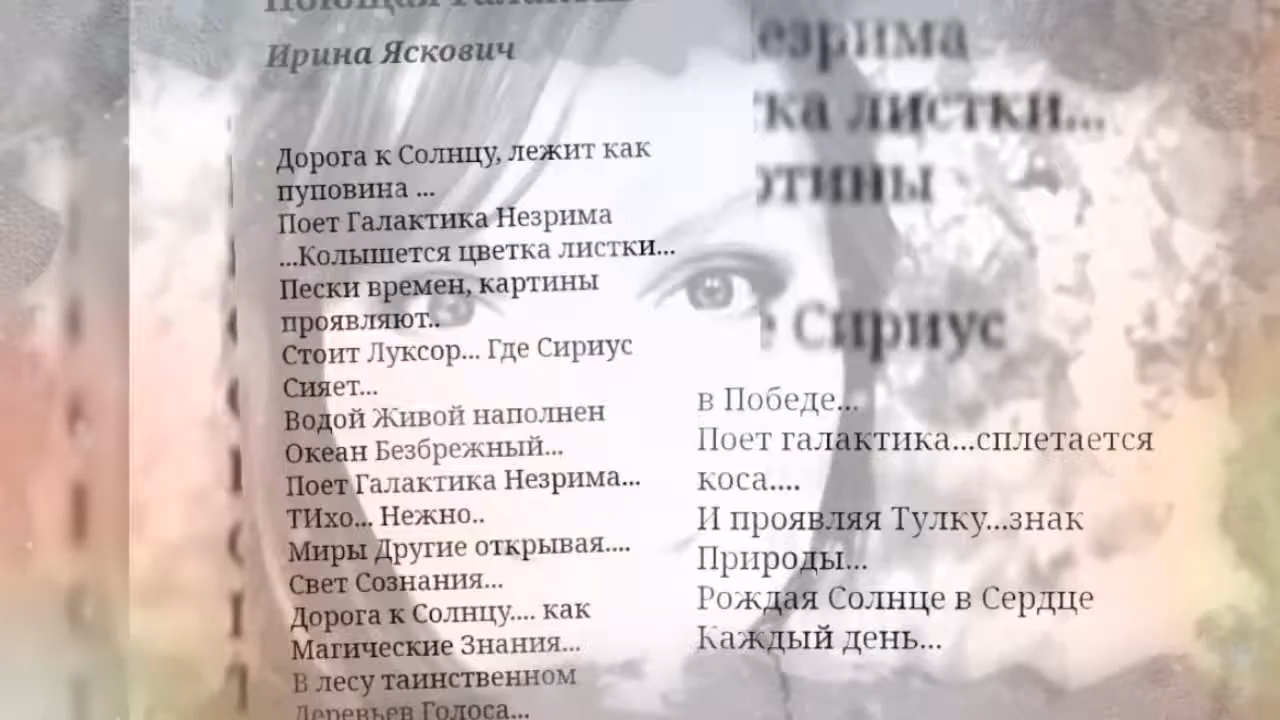 Поющая Галактика
Ирина Яскович
Дорога к Солнцу, лежит как
пуповина ...
Поет Галактика Незрима
...Колышется цветка листки...
Пески времен, картины
проявляют..
Стоит Луксор... Где Сириус
Сияет...
Водой Живой наполнен
Океан Безбрежный...
Поет Галактика Незрима...
ТИхо... Нежно..
Миры Другие открывая....
Свет Сознания...
Дорога к Солнцу.... как
Магические Знания...
В лесу таинственном
Деревьев Голоса...
езрима
ка листки...
ртины
Сириус
в Победе...
Поет галактика...сплетается
коса....
И проявляя Тулку...знак
Природы...
Рождая Солнце в Сердце
Каждый день...